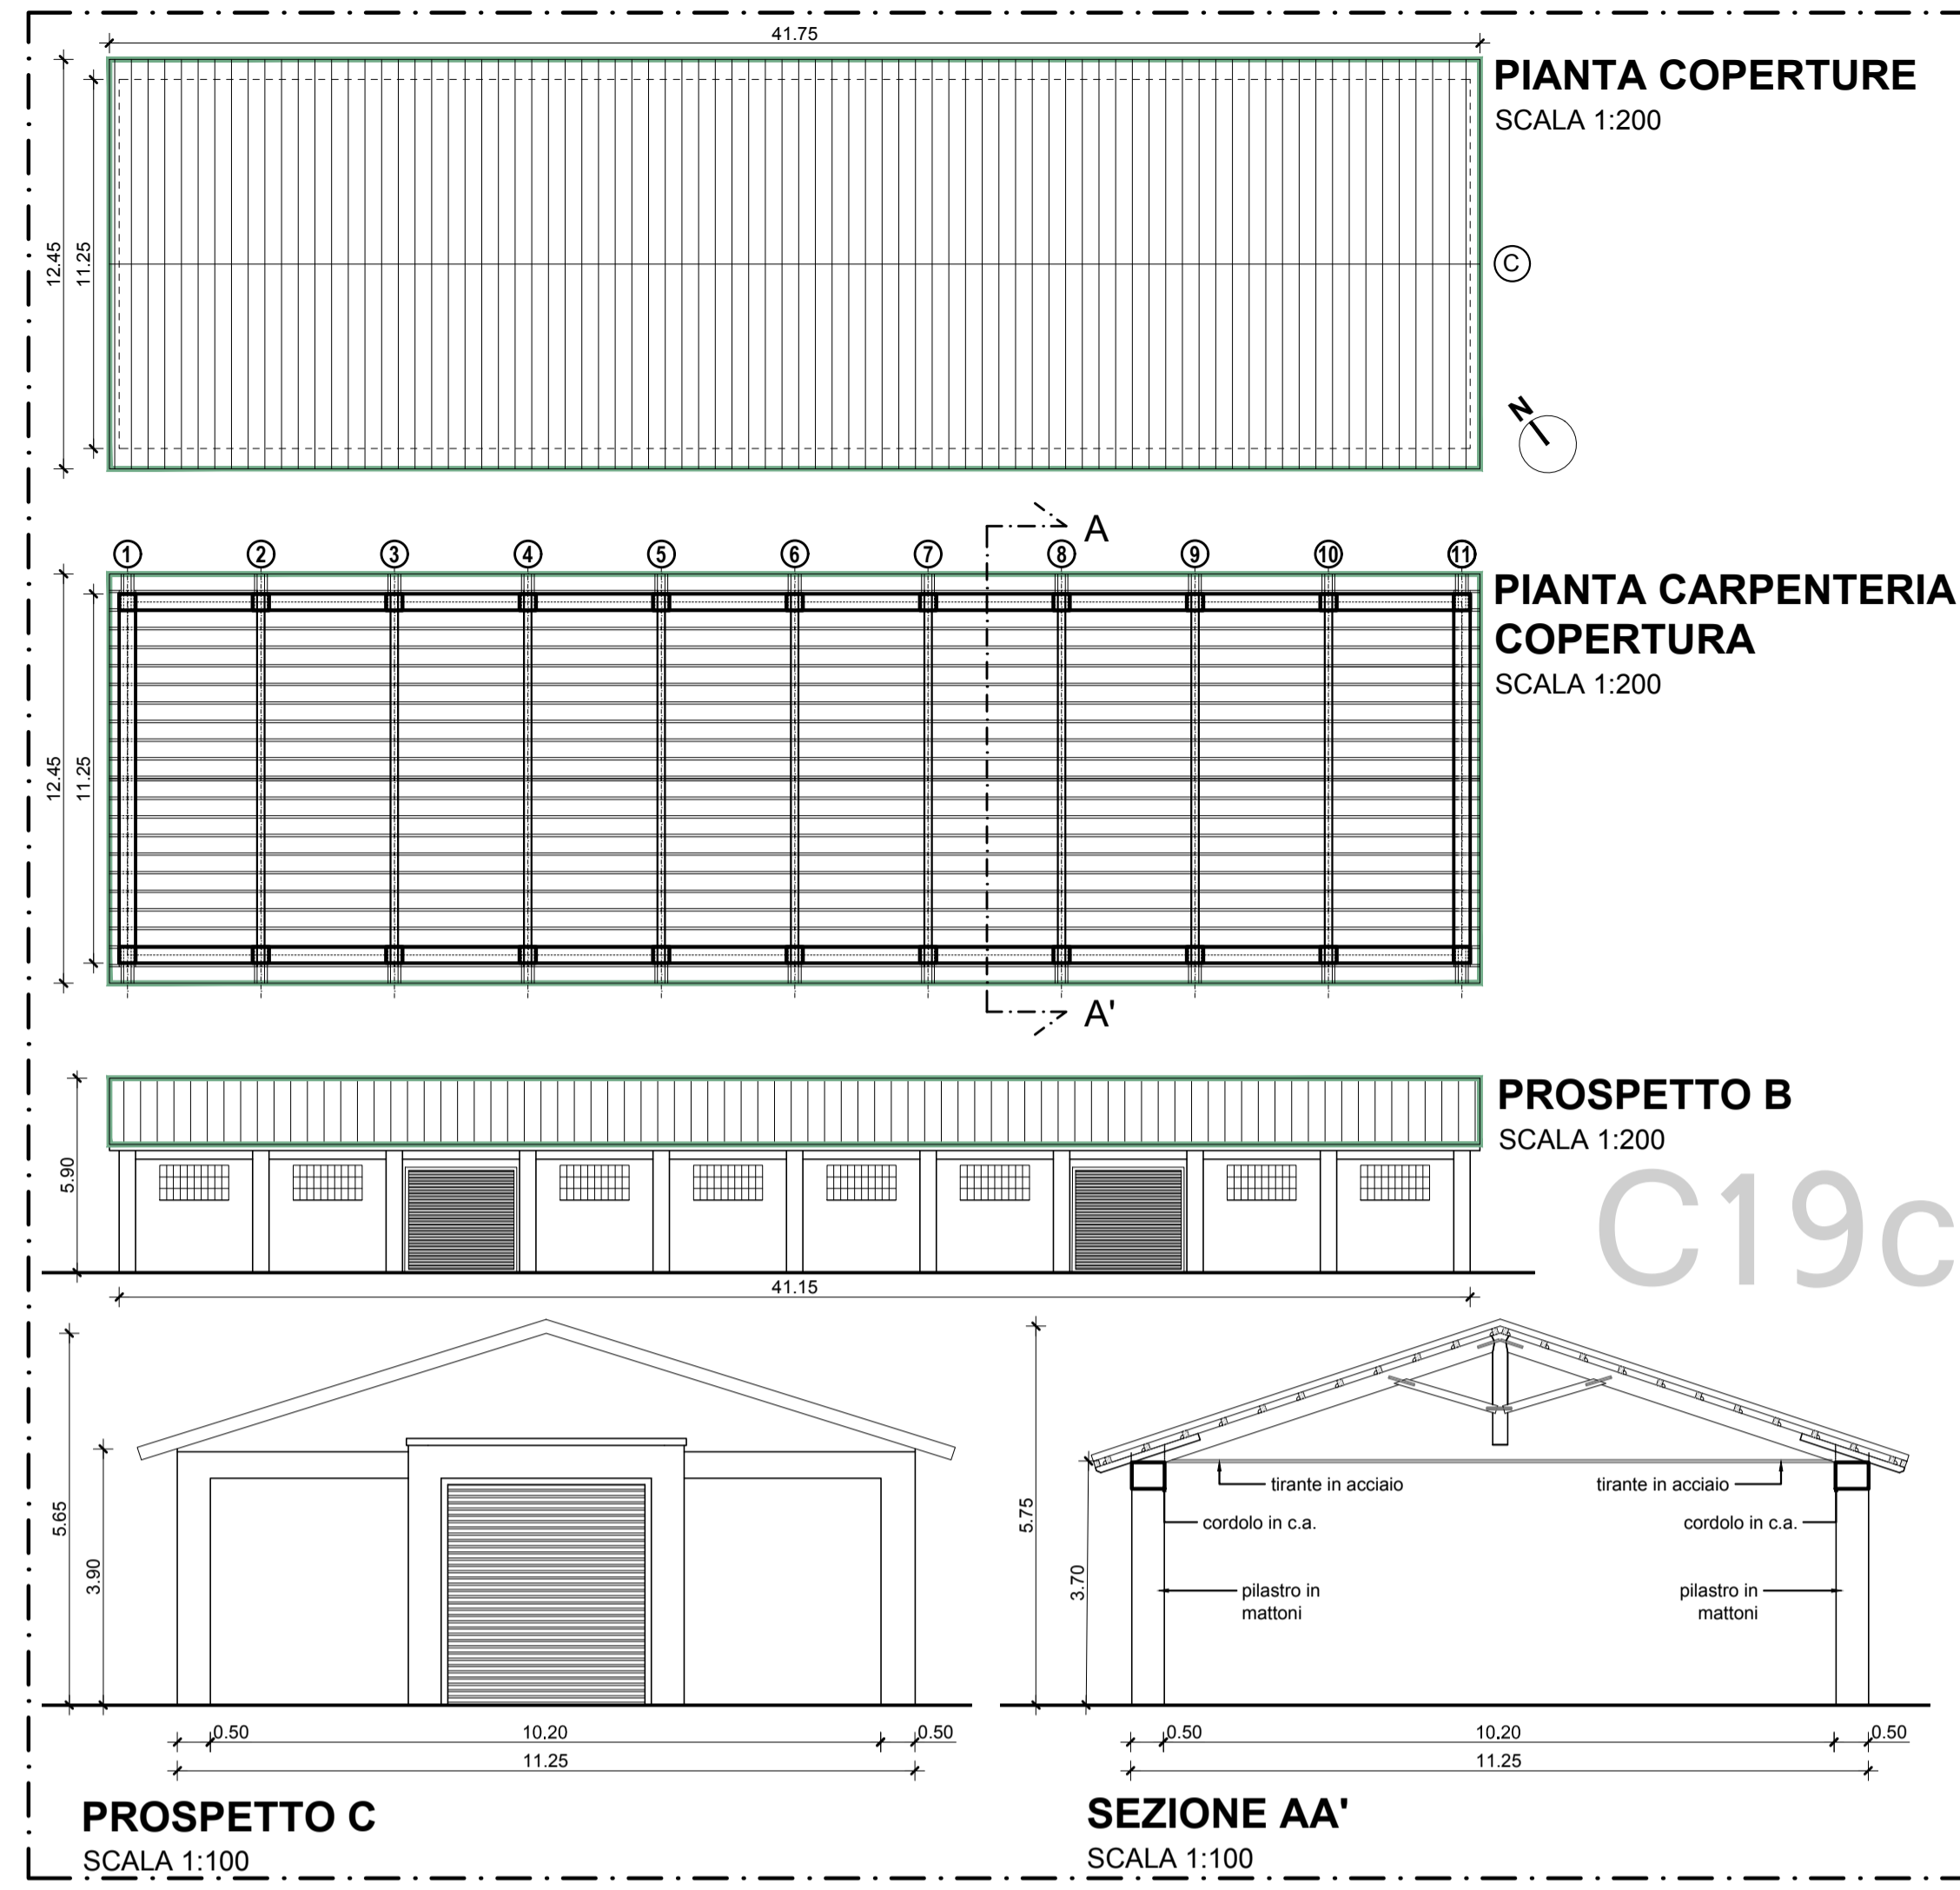 41.75
PIANTA COPERTURE
SCALA 1:200
12.45
11.25
C
N
A
1 2 3 4 5 6 7 8 9 10 11
PIANTA CARPENTERIA
COPERTURA
SCALA 1:200
12.45
11.25
A'
PROSPETTO B
SCALA 1:200
5.90
C19c
41.15
5.65
3.90
0.50 10.20 0.50
11.25
PROSPETTO C
SCALA 1:100
5.75
3.70
tirante in acciaio
tirante in acciaio
cordolo in c.a.
cordolo in c.a.
pilastro in
mattoni
pilastro in
mattoni
0.50 10.20 0.50
11.25
SEZIONE AA'
SCALA 1:100